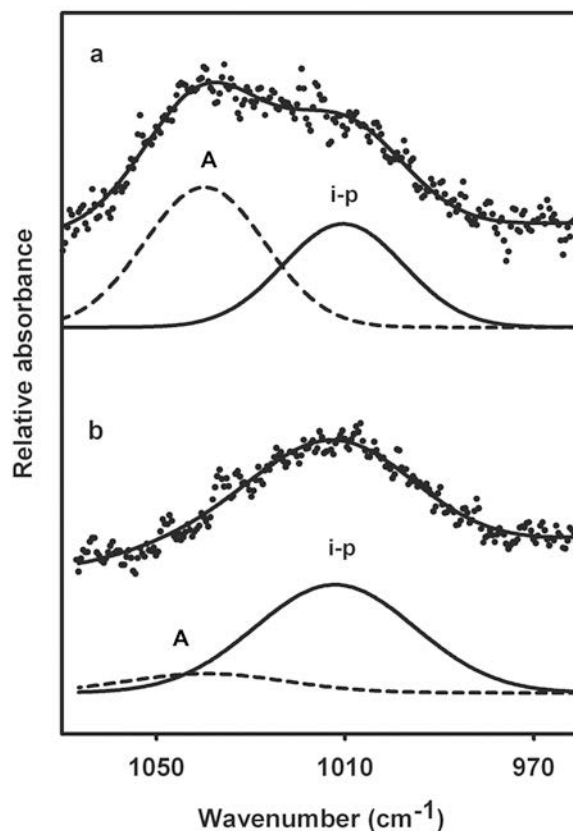 a
A
i-p
b
i-p
A
Relative absorbance
1050 1010 970
Wavenumber (cm⁻¹)